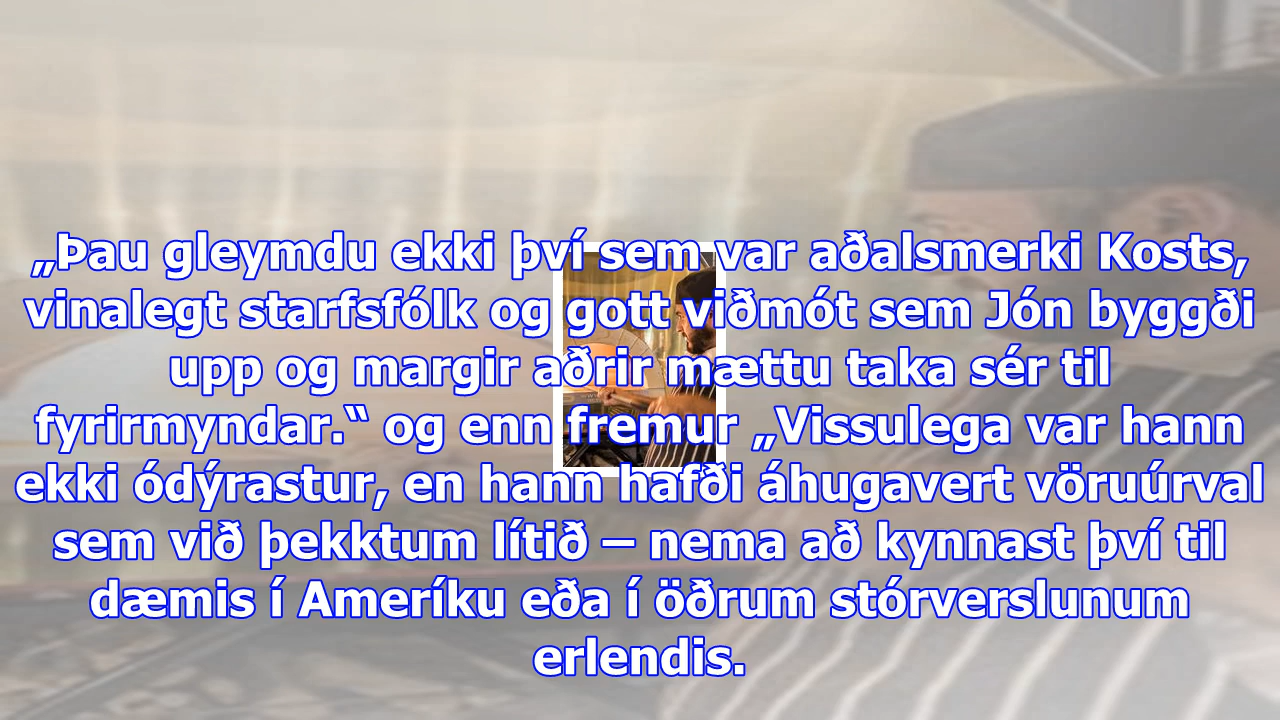 „Þau gleymdu ekki því sem var aðalsmerki Kosts,
vinalegt starfsfólk og gott viðmót sem Jón byggði
upp og margir aðrir mættu taka sér til
fyrirmyndar.“ og enn fremur „Vissulega var hann
ekki ódýrastur, en hann hafði áhugavert vöruúrval
sem við þekktum lítið – nema að kynnast því til
dæmis í Ameríku eða í öðrum stórverslunum
erlendis.